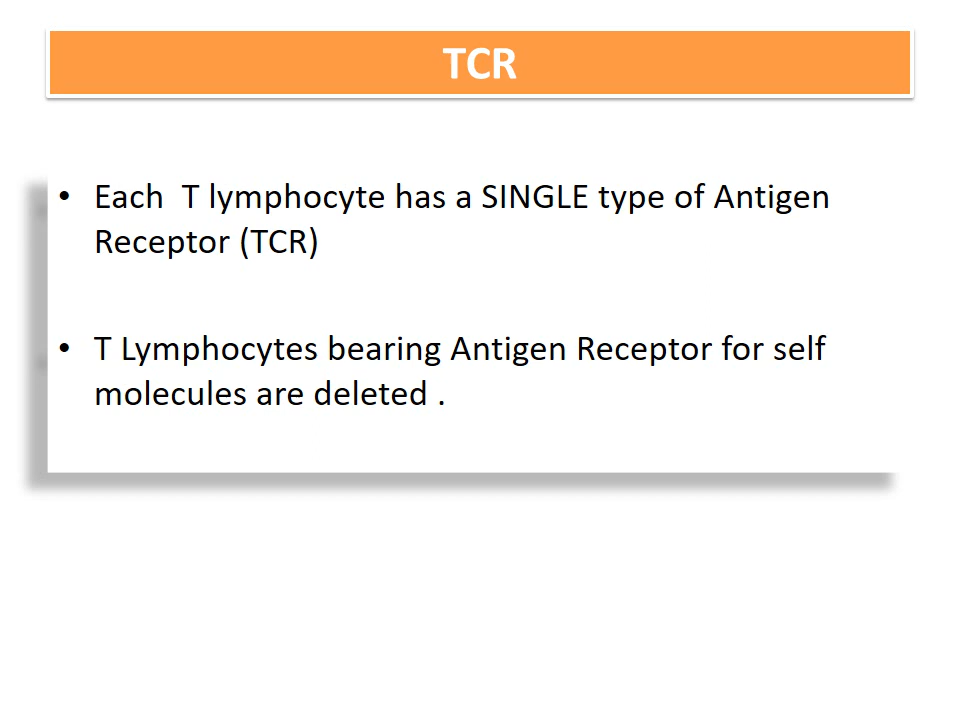 TCR
• Each  T lymphocyte has a SINGLE type of Antigen
Receptor (TCR)
• T Lymphocytes bearing Antigen Receptor for self
molecules are deleted .